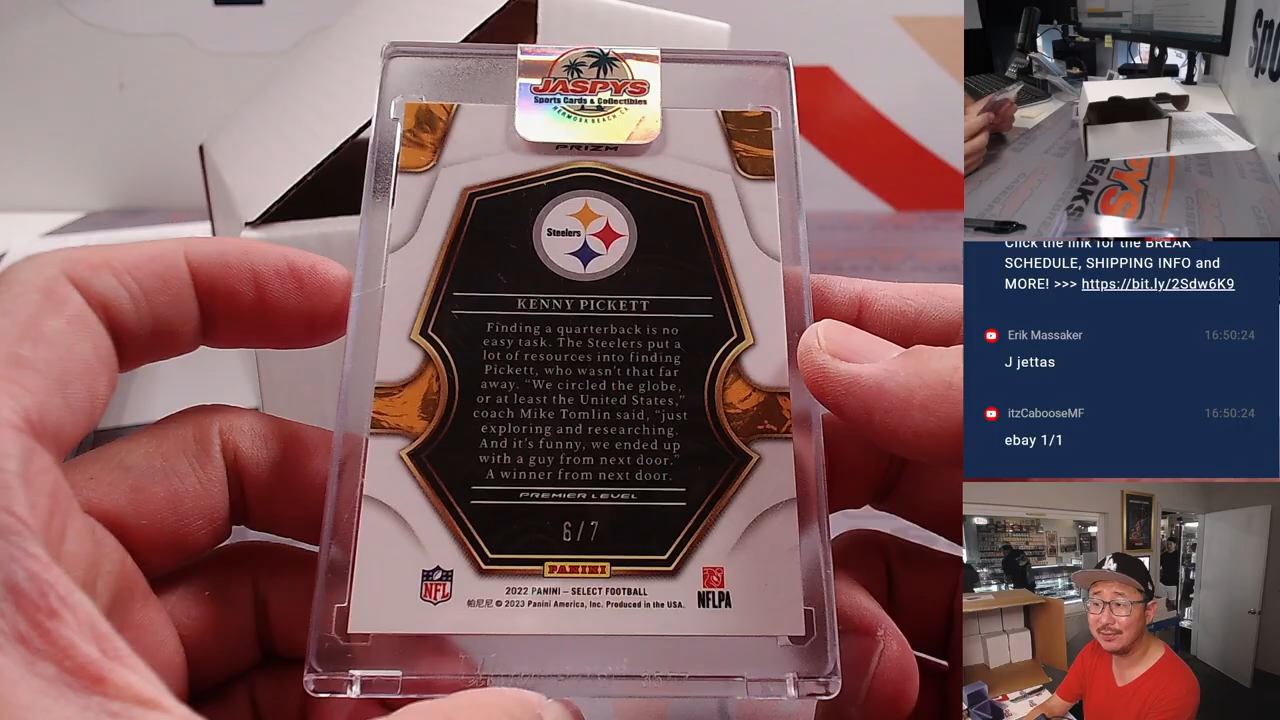 JASPYS
Sports Cards & Collectibles
HERMOSA BEACH, CA
PRIZM
Steelers
KENNY PICKETT
Finding a quarterback is no
easy task. The Steelers put a
lot of resources into finding
Pickett, who wasn't that far
away. "We circled the globe,
or at least the United States,"
coach Mike Tomlin said, "just
exploring and researching.
And it's funny, we ended up
with a guy from next door."
A winner from next door.
PREMIER LEVEL
6/7
PANINI
NFL
2022 PANINI – SELECT FOOTBALL
帕尼尼 © 2023 Panini America, Inc. Produced in the USA.
NFLPA
Click the link for the BREAK
SCHEDULE, SHIPPING INFO and
MORE! >>> https://bit.ly/2Sdw6K9
Erik Massaker 16:50:24
J jettas
itzCabooseMF 16:50:24
ebay 1/1
LA